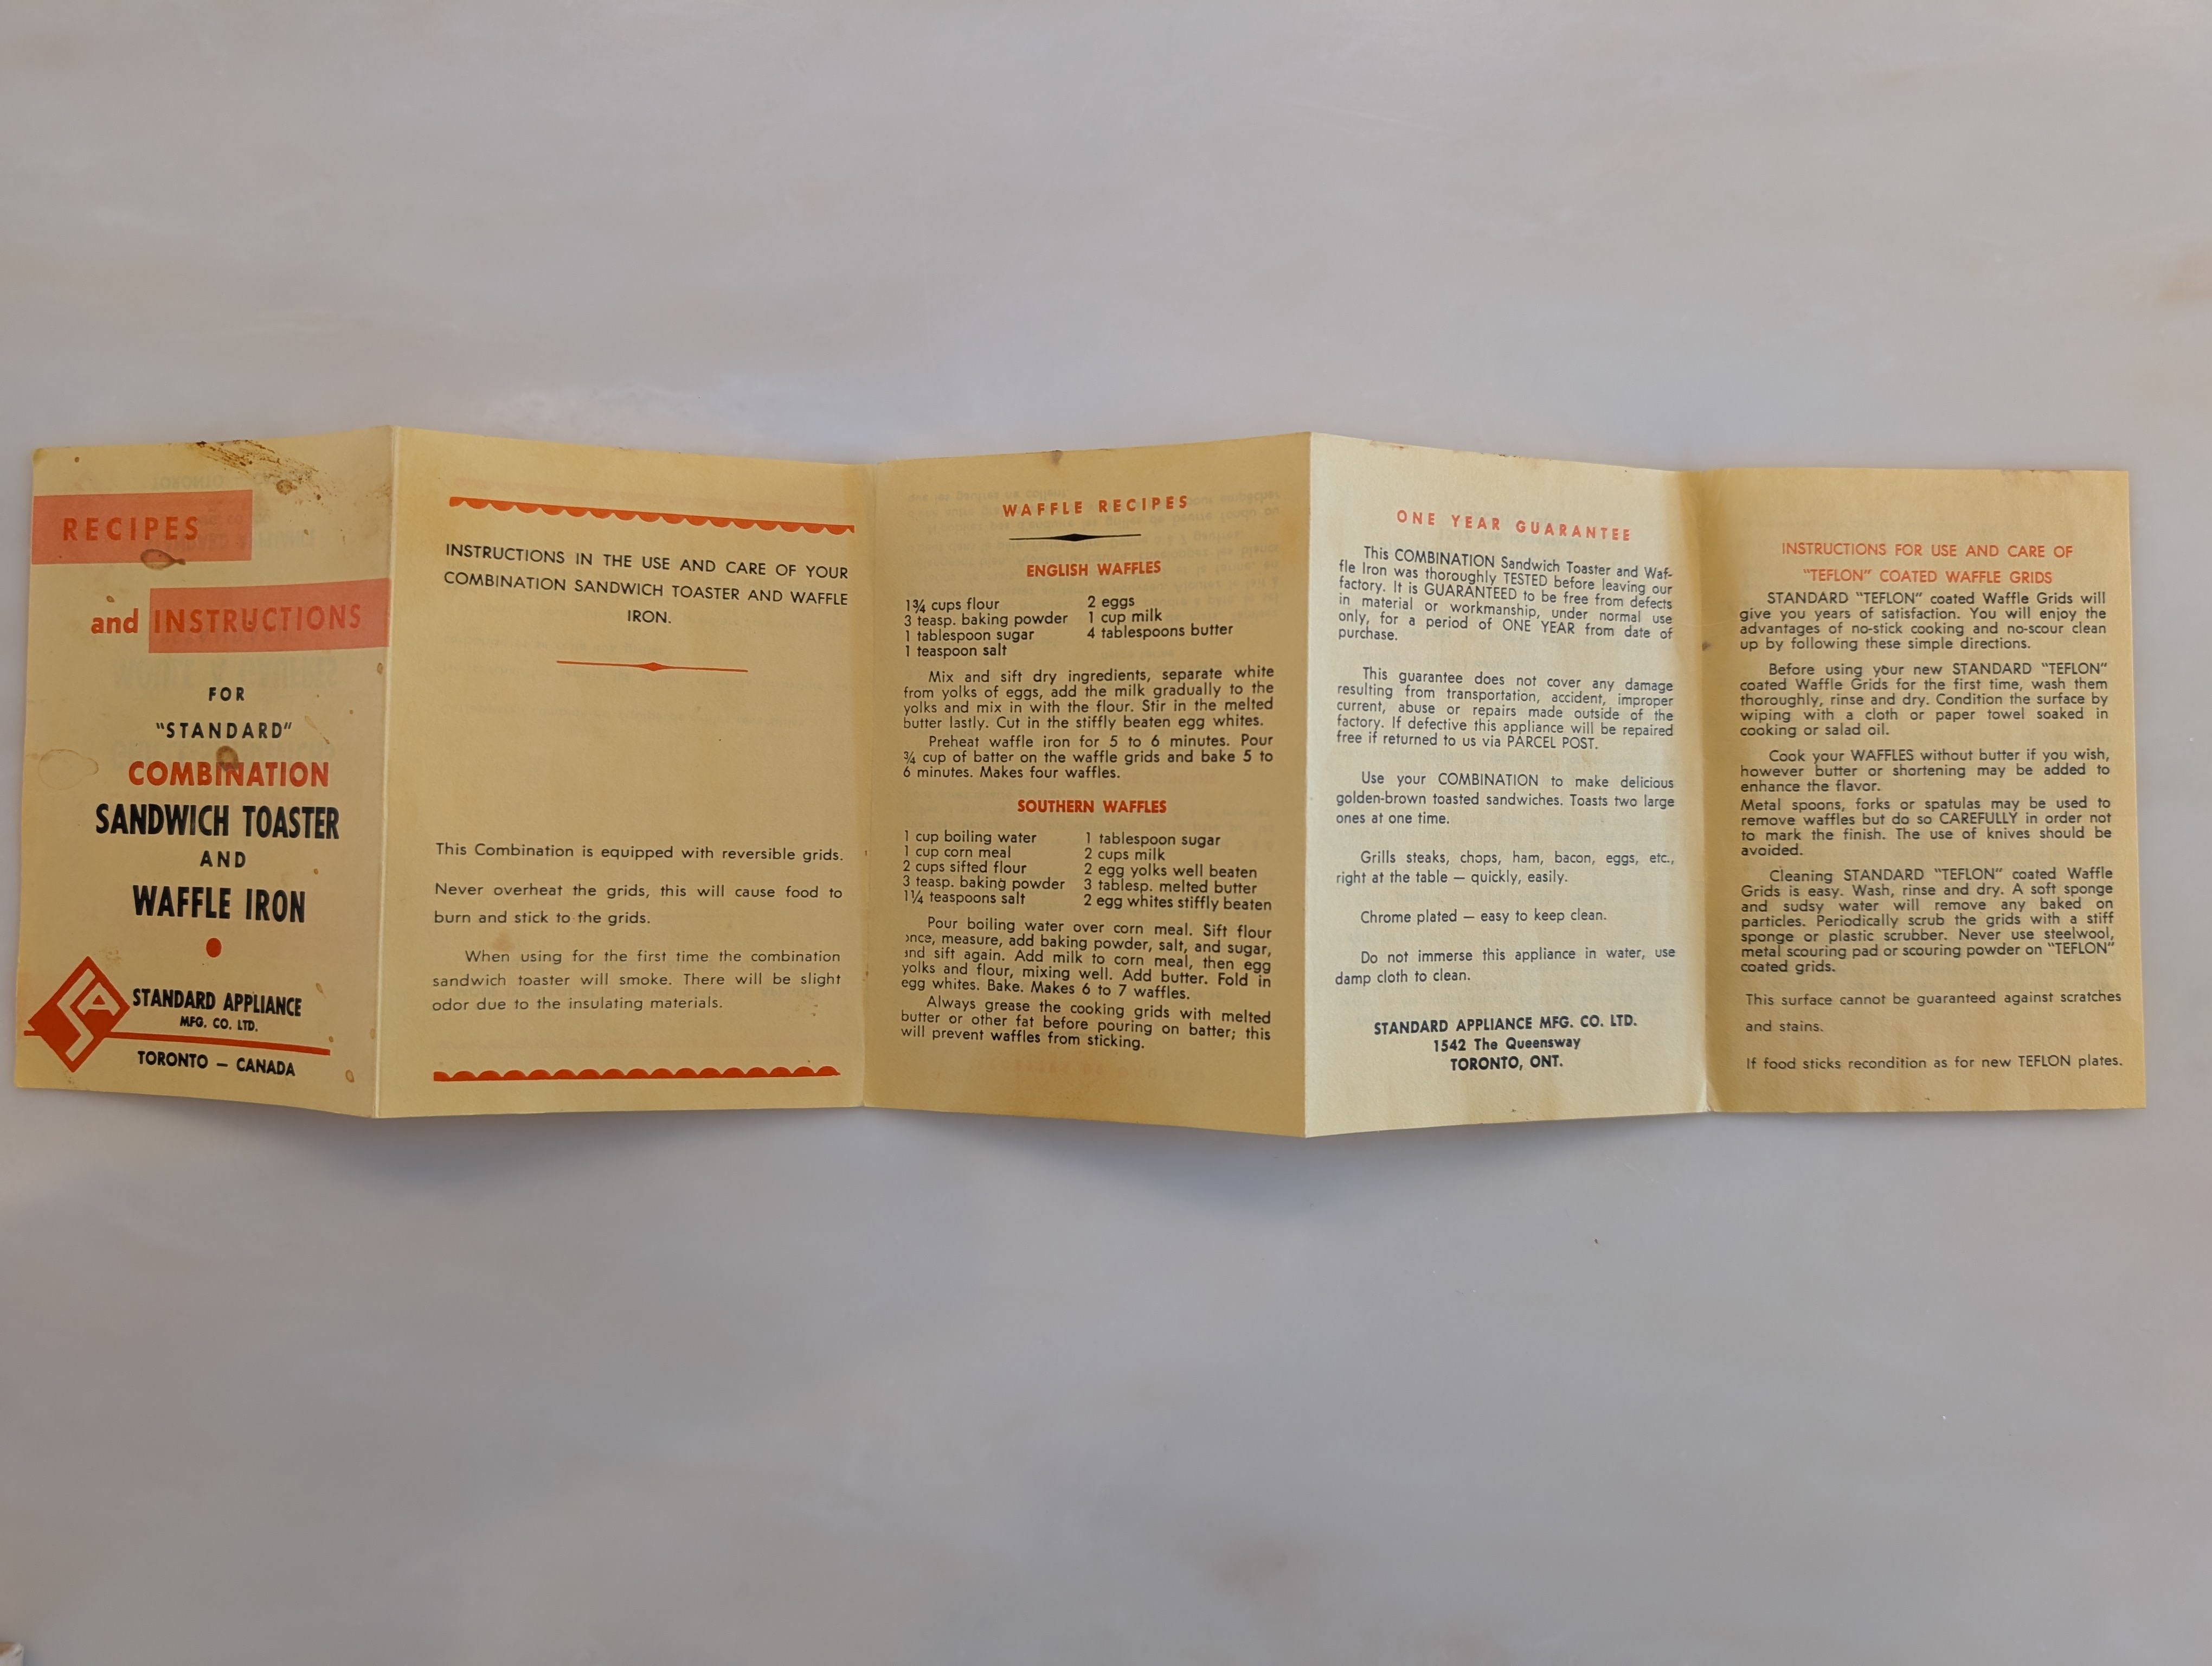 RECIPES
and INSTRUCTIONS
FOR
"STANDARD"
COMBINATION
SANDWICH TOASTER
AND
WAFFLE IRON
SA
STANDARD APPLIANCE
MFG. CO. LTD.
TORONTO — CANADA
INSTRUCTIONS IN THE USE AND CARE OF YOUR
COMBINATION SANDWICH TOASTER AND WAFFLE
IRON.
This Combination is equipped with reversible grids.
Never overheat the grids, this will cause food to
burn and stick to the grids.
When using for the first time the combination
sandwich toaster will smoke. There will be slight
odor due to the insulating materials.
WAFFLE RECIPES
ENGLISH WAFFLES
1¾ cups flour
3 teasp. baking powder
1 tablespoon sugar
1 teaspoon salt
2 eggs
1 cup milk
4 tablespoons butter
Mix and sift dry ingredients, separate white
from yolks of eggs, add the milk gradually to the
yolks and mix in with the flour. Stir in the melted
butter lastly. Cut in the stiffly beaten egg whites.
Preheat waffle iron for 5 to 6 minutes. Pour
¾ cup of batter on the waffle grids and bake 5 to
6 minutes. Makes four waffles.
SOUTHERN WAFFLES
1 cup boiling water
1 cup corn meal
2 cups sifted flour
3 teasp. baking powder
1¼ teaspoons salt
1 tablespoon sugar
2 cups milk
2 egg yolks well beaten
3 tablesp. melted butter
2 egg whites stiffly beaten
Pour boiling water over corn meal. Sift flour
once, measure, add baking powder, salt, and sugar,
and sift again. Add milk to corn meal, then egg
yolks and flour, mixing well. Add butter. Fold in
egg whites. Bake. Makes 6 to 7 waffles.
Always grease the cooking grids with melted
butter or other fat before pouring on batter; this
will prevent waffles from sticking.
ONE YEAR GUARANTEE
This COMBINATION Sandwich Toaster and Waf-
fle Iron was thoroughly TESTED before leaving our
factory. It is GUARANTEED to be free from defects
in material or workmanship, under normal use
only, for a period of ONE YEAR from date of
purchase.
This guarantee does not cover any damage
resulting from transportation, accident, improper
current, abuse or repairs made outside of the
factory. If defective this appliance will be repaired
free if returned to us via PARCEL POST.
Use your COMBINATION to make delicious
golden-brown toasted sandwiches. Toasts two large
ones at one time.
Grills steaks, chops, ham, bacon, eggs, etc.,
right at the table — quickly, easily.
Chrome plated — easy to keep clean.
Do not immerse this appliance in water, use
damp cloth to clean.
STANDARD APPLIANCE MFG. CO. LTD.
1542 The Queensway
TORONTO, ONT.
INSTRUCTIONS FOR USE AND CARE OF
"TEFLON" COATED WAFFLE GRIDS
STANDARD "TEFLON" coated Waffle Grids will
give you years of satisfaction. You will enjoy the
advantages of no-stick cooking and no-scour clean
up by following these simple directions.
Before using your new STANDARD "TEFLON"
coated Waffle Grids for the first time, wash them
thoroughly, rinse and dry. Condition the surface by
wiping with a cloth or paper towel soaked in
cooking or salad oil.
Cook your WAFFLES without butter if you wish,
however butter or shortening may be added to
enhance the flavor.
Metal spoons, forks or spatulas may be used to
remove waffles but do so CAREFULLY in order not
to mark the finish. The use of knives should be
avoided.
Cleaning STANDARD "TEFLON" coated Waffle
Grids is easy. Wash, rinse and dry. A soft sponge
and sudsy water will remove any baked on
particles. Periodically scrub the grids with a stiff
sponge or plastic scrubber. Never use steelwool,
metal scouring pad or scouring powder on "TEFLON"
coated grids.
This surface cannot be guaranteed against scratches
and stains.
If food sticks recondition as for new TEFLON plates.